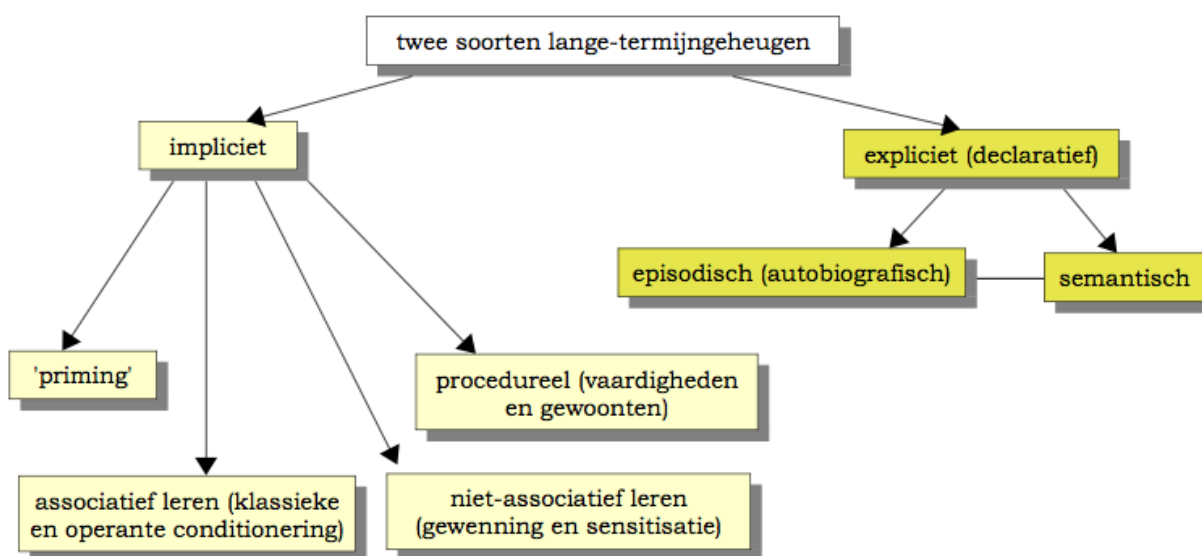 twee soorten lange-termijngeheugen
impliciet
expliciet (declaratief)
episodisch (autobiografisch)
semantisch
'priming'
procedureel (vaardigheden
en gewoonten)
associatief leren (klassieke
en operante conditionering)
niet-associatief leren
(gewenning en sensitisatie)